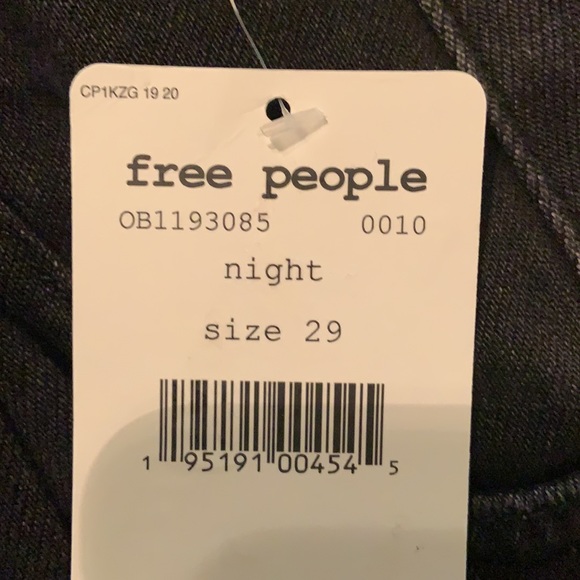 CP1KZG 19 20
free people
OB1193085 0010
night
size 29
1 95191 00454 5